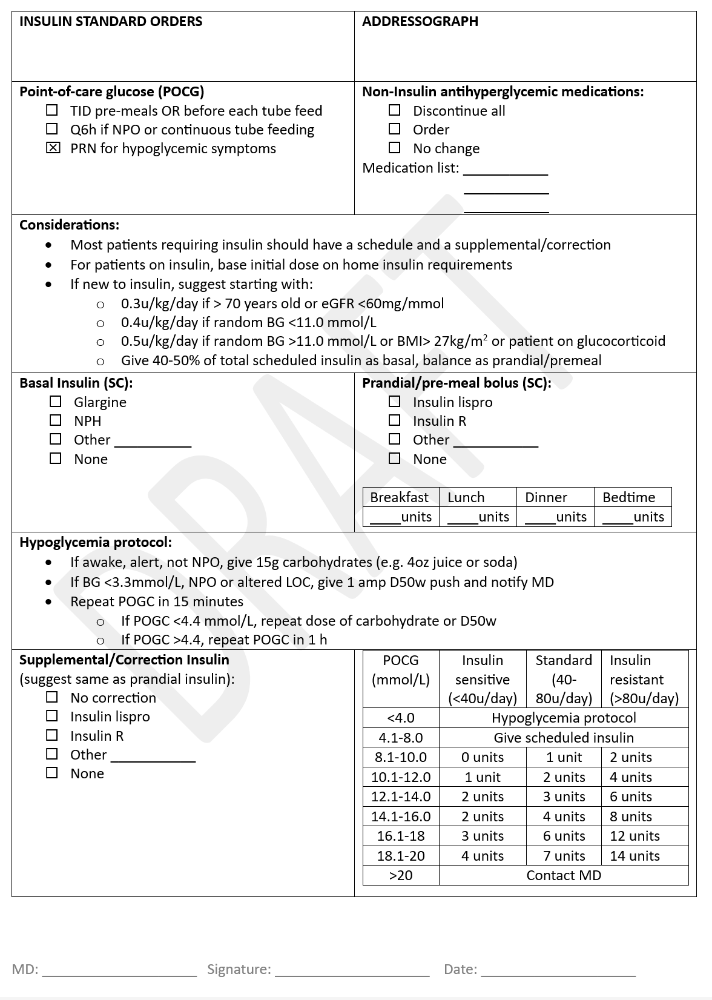 INSULIN STANDARD ORDERS
ADDRESSOGRAPH
Point-of-care glucose (POCG)
☐ TID pre-meals OR before each tube feed
☐ Q6h if NPO or continuous tube feeding
☒ PRN for hypoglycemic symptoms
Non-Insulin antihyperglycemic medications:
☐ Discontinue all
☐ Order
☐ No change
Medication list: ___________
___________
___________
Considerations:
• Most patients requiring insulin should have a schedule and a supplemental/correction
• For patients on insulin, base initial dose on home insulin requirements
• If new to insulin, suggest starting with:
o 0.3u/kg/day if > 70 years old or eGFR <60mg/mmol
o 0.4u/kg/day if random BG <11.0 mmol/L
o 0.5u/kg/day if random BG >11.0 mmol/L or BMI> 27kg/m² or patient on glucocorticoid
o Give 40-50% of total scheduled insulin as basal, balance as prandial/premeal
Basal Insulin (SC):
☐ Glargine
☐ NPH
☐ Other __________
☐ None
Prandial/pre-meal bolus (SC):
☐ Insulin lispro
☐ Insulin R
☐ Other ___________
☐ None
Breakfast Lunch Dinner Bedtime
____units ____units ____units ____units
Hypoglycemia protocol:
• If awake, alert, not NPO, give 15g carbohydrates (e.g. 4oz juice or soda)
• If BG <3.3mmol/L, NPO or altered LOC, give 1 amp D50w push and notify MD
• Repeat POGC in 15 minutes
o If POGC <4.4 mmol/L, repeat dose of carbohydrate or D50w
o If POGC >4.4, repeat POGC in 1 h
Supplemental/Correction Insulin
(suggest same as prandial insulin):
☐ No correction
☐ Insulin lispro
☐ Insulin R
☐ Other ___________
☐ None
POCG Insulin Standard Insulin
(mmol/L) sensitive (40- resistant
(<40u/day) 80u/day) (>80u/day)
<4.0 Hypoglycemia protocol
4.1-8.0 Give scheduled insulin
8.1-10.0 0 units 1 unit 2 units
10.1-12.0 1 unit 2 units 4 units
12.1-14.0 2 units 3 units 6 units
14.1-16.0 2 units 4 units 8 units
16.1-18 3 units 6 units 12 units
18.1-20 4 units 7 units 14 units
>20 Contact MD
DRAFT
MD: ____________________ Signature: ____________________ Date: ____________________